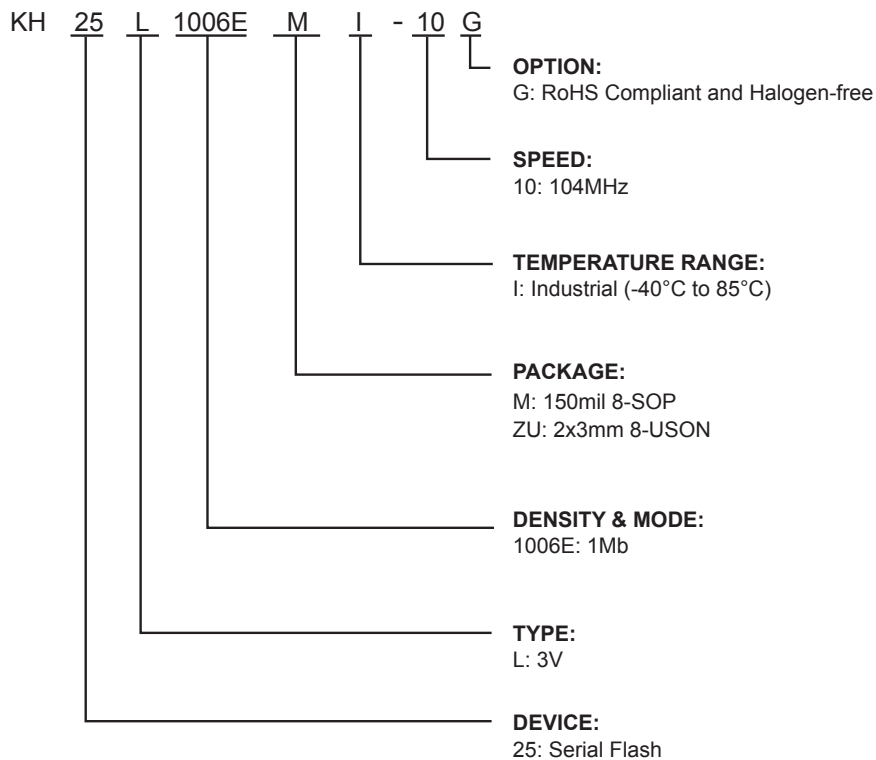 KH 25 L 1006E M I - 10 G
OPTION:
G: RoHS Compliant and Halogen-free
SPEED:
10: 104MHz
TEMPERATURE RANGE:
I: Industrial (-40°C to 85°C)
PACKAGE:
M: 150mil 8-SOP
ZU: 2x3mm 8-USON
DENSITY & MODE:
1006E: 1Mb
TYPE:
L: 3V
DEVICE:
25: Serial Flash